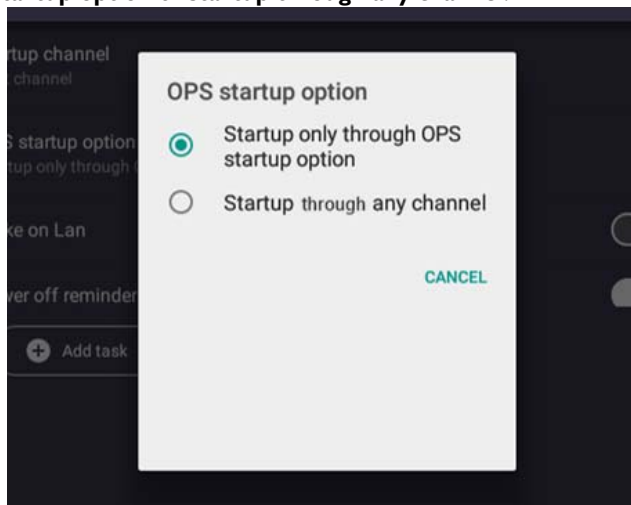 rtup channel
channel
OPS startup option
Startup only through OPS
startup option
S startup option
tup only through
Startup through any channel
ke on Lan
CANCEL
ver off reminder
Add task